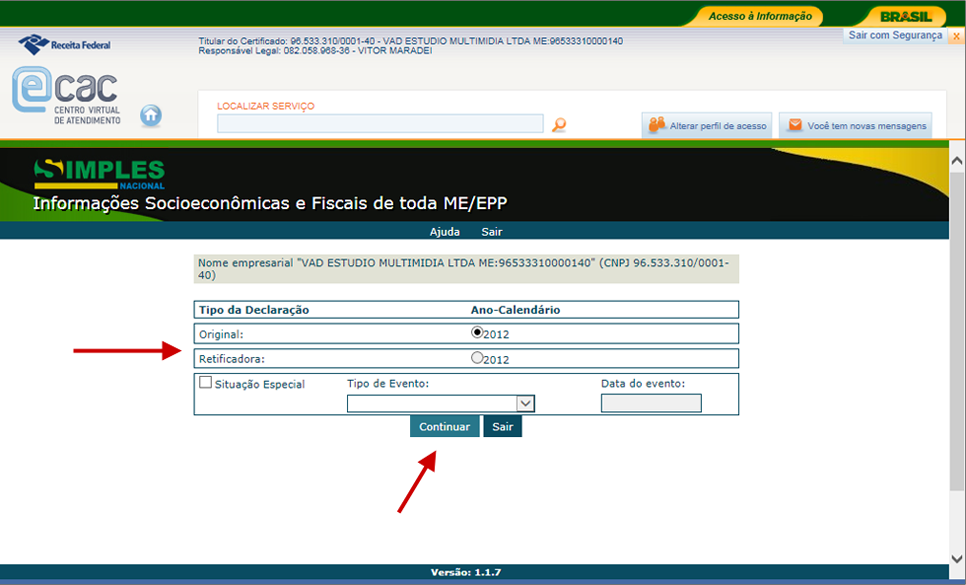 Acesso à Informação
BRASIL
Sair com Segurança x
Receita Federal
Titular do Certificado: 96.533.310/0001-40 - VAD ESTUDIO MULTIMIDIA LTDA ME:96533310000140
Responsável Legal: 082.058.968-36 - VITOR MARADEI
ecac
CENTRO VIRTUAL
DE ATENDIMENTO
LOCALIZAR SERVIÇO
Alterar perfil de acesso
Você tem novas mensagens
SIMPLES
NACIONAL
Informações Socioeconômicas e Fiscais de toda ME/EPP
Ajuda Sair
Nome empresarial "VAD ESTUDIO MULTIMIDIA LTDA ME:96533310000140" (CNPJ 96.533.310/0001-
40)
Tipo da Declaração Ano-Calendário
Original: 2012
Retificadora: 2012
Situação Especial Tipo de Evento: Data do evento:
Continuar Sair
Versão: 1.1.7